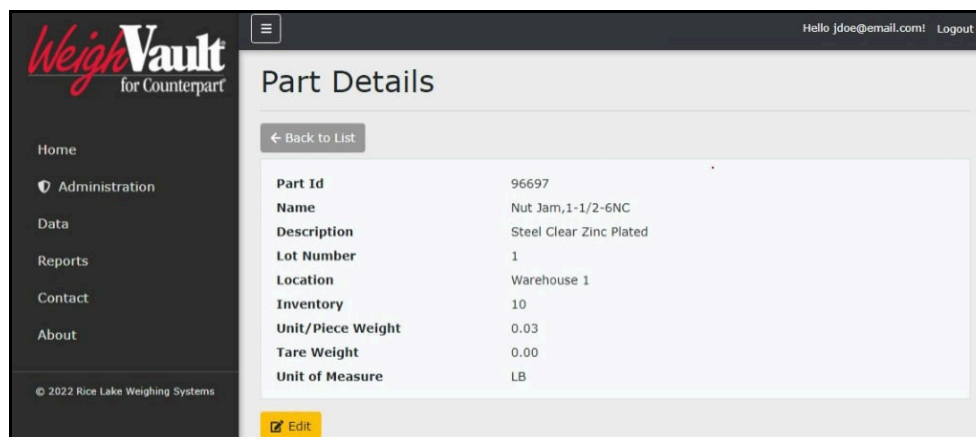 WeighVault
for Counterpart®
Home
Administration
Data
Reports
Contact
About
© 2022 Rice Lake Weighing Systems
Hello jdoe@email.com! Logout
Part Details
← Back to List
Part Id 96697
Name Nut Jam,1-1/2-6NC
Description Steel Clear Zinc Plated
Lot Number 1
Location Warehouse 1
Inventory 10
Unit/Piece Weight 0.03
Tare Weight 0.00
Unit of Measure LB
Edit